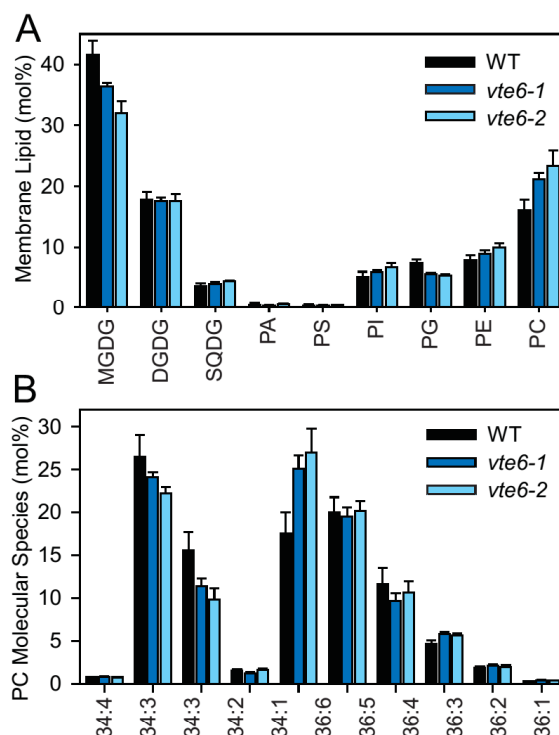 A
Membrane Lipid (mol%)
40
30
20
10
0
WT
vte6-1
vte6-2
MGDG
DGDG
SQDG
PA
PS
PI
PG
PE
PC
B
PC Molecular Species (mol%)
30
25
20
15
10
5
0
WT
vte6-1
vte6-2
34:4
34:3
34:3
34:2
34:1
36:6
36:5
36:4
36:3
36:2
36:1